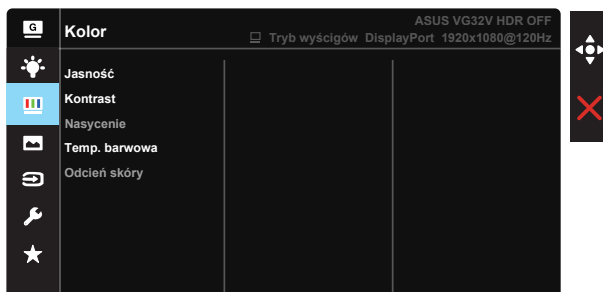 G
Kolor
ASUS VG32V HDR OFF
Tryb wyścigów DisplayPort 1920x1080@120Hz
Jasność
Kontrast
Nasycenie
Temp. barwowa
Odcień skóry